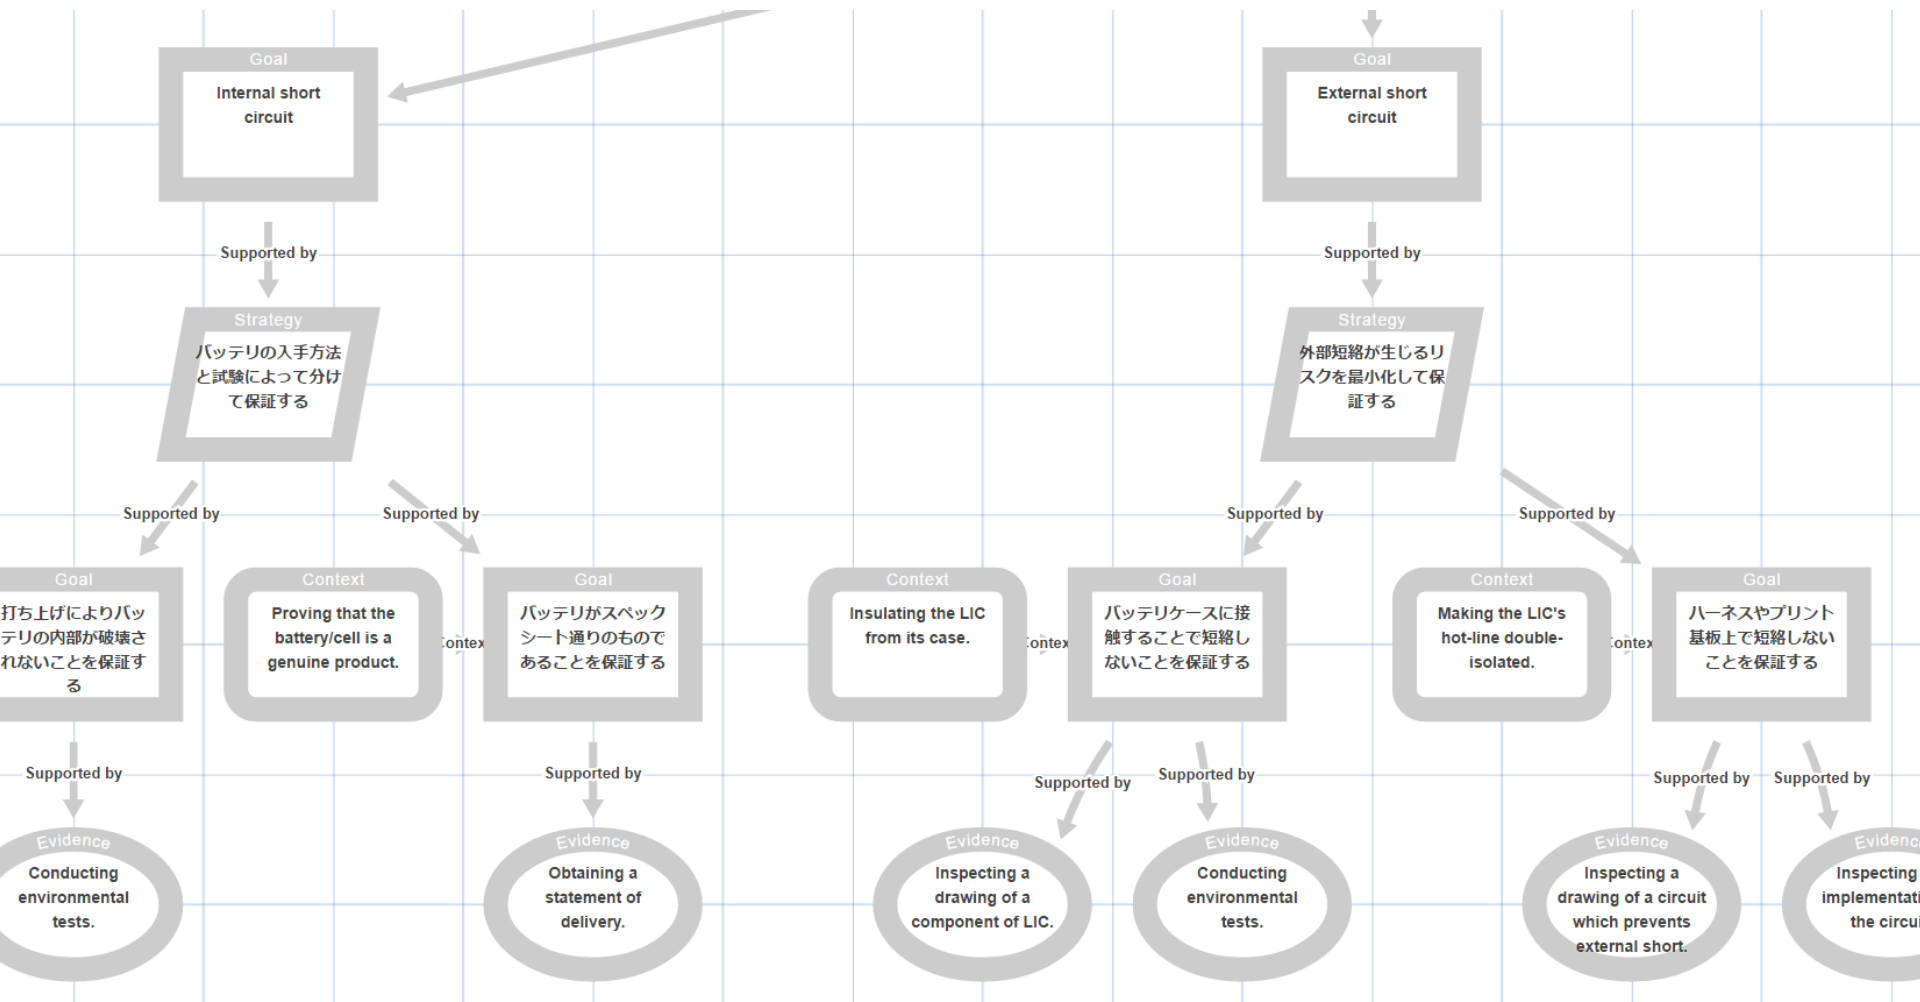 Goal
Internal short
circuit
Goal
External short
circuit
Supported by
Supported by
Strategy
バッテリの入手方法
と試験によって分け
て保証する
Strategy
外部短絡が生じるリ
スクを最小化して保
証する
Supported by
Supported by
Supported by
Supported by
Goal
打ち上げによりバッ
テリの内部が破壊さ
れないことを保証す
る
Context
Proving that the
battery/cell is a
genuine product.
Contex
Goal
バッテリがスペック
シート通りのもので
あることを保証する
Context
Insulating the LIC
from its case.
Contex
Goal
バッテリケースに接
触することで短絡し
ないことを保証する
Context
Making the LIC's
hot-line double-
isolated.
Contex
Goal
ハーネスやプリント
基板上で短絡しない
ことを保証する
Supported by
Supported by
Supported by
Supported by
Supported by
Supported by
Evidence
Conducting
environmental
tests.
Evidence
Obtaining a
statement of
delivery.
Evidence
Inspecting a
drawing of a
component of LIC.
Evidence
Conducting
environmental
tests.
Evidence
Inspecting a
drawing of a circuit
which prevents
external short.
Evidenc
Inspecting
implementati
the circui